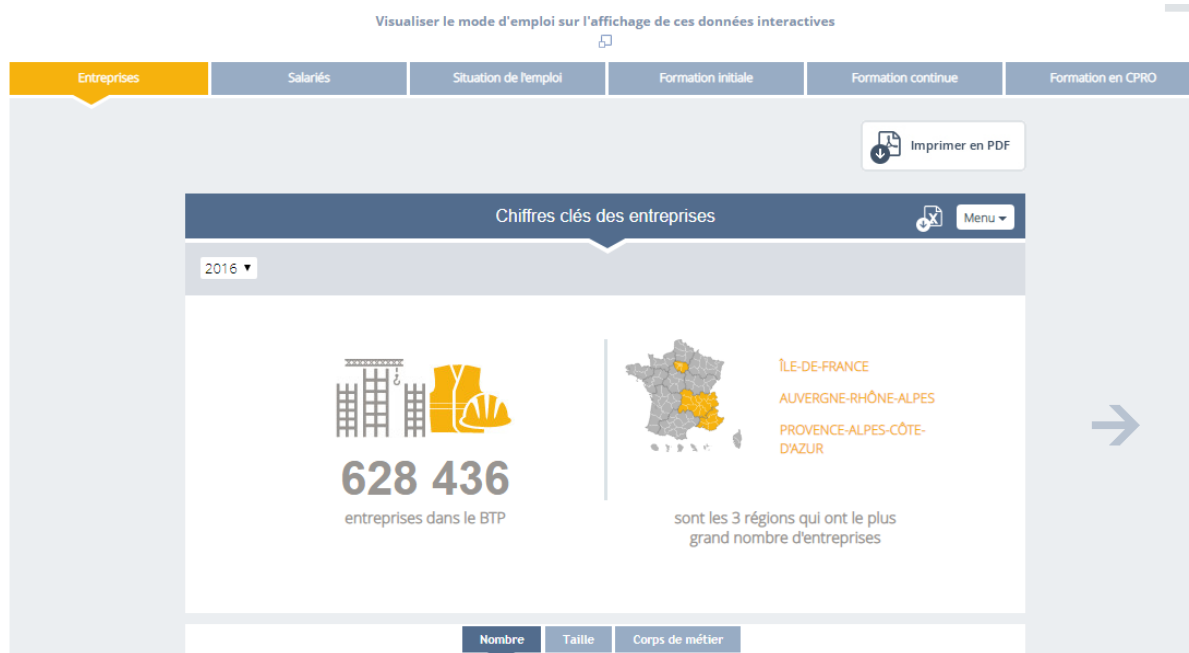 Visualiser le mode d'emploi sur l'affichage de ces données interactives
Entreprises
Salariés
Situation de l'emploi
Formation initiale
Formation continue
Formation en CPRO
Imprimer en PDF
Chiffres clés des entreprises
Menu
2016
ÎLE-DE-FRANCE
AUVERGNE-RHÔNE-ALPES
PROVENCE-ALPES-CÔTE-
D'AZUR
628 436
entreprises dans le BTP
sont les 3 régions qui ont le plus
grand nombre d'entreprises
Nombre
Taille
Corps de métier